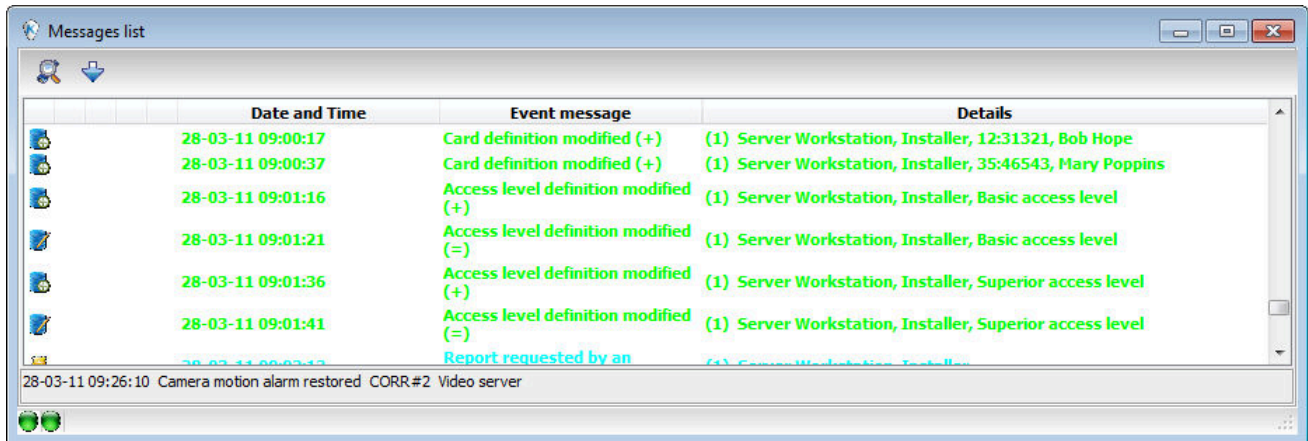 Messages list
Date and Time Event message Details
28-03-11 09:00:17 Card definition modified (+) (1) Server Workstation, Installer, 12:31321, Bob Hope
28-03-11 09:00:37 Card definition modified (+) (1) Server Workstation, Installer, 35:46543, Mary Poppins
28-03-11 09:01:16 Access level definition modified (+) (1) Server Workstation, Installer, Basic access level
28-03-11 09:01:21 Access level definition modified (=) (1) Server Workstation, Installer, Basic access level
28-03-11 09:01:36 Access level definition modified (+) (1) Server Workstation, Installer, Superior access level
28-03-11 09:01:41 Access level definition modified (=) (1) Server Workstation, Installer, Superior access level
Report requested by an (1) Server Workstation, Installer
28-03-11 09:26:10 Camera motion alarm restored CORR#2 Video server